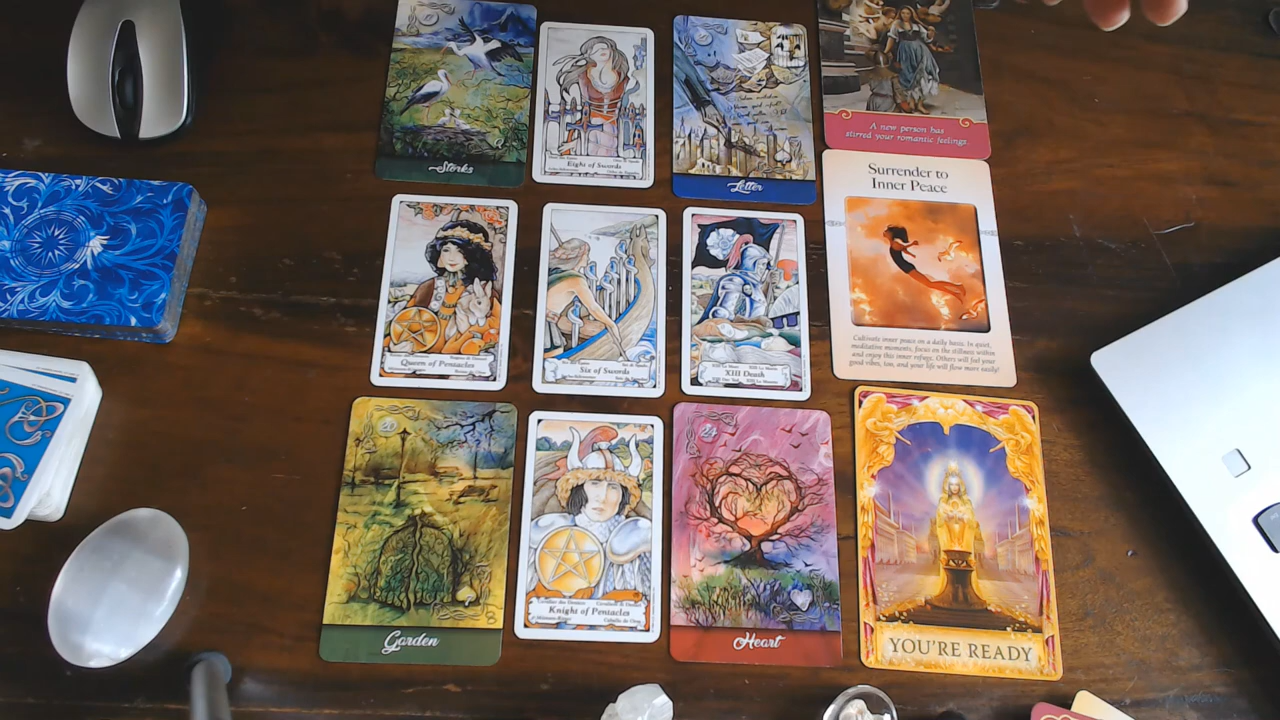 Storks
Eight of Swords
Letter
A new person has
stirred your romantic feelings.
Queen of Pentacles
Six of Swords
XIII Death
Surrender to
Inner Peace
Cultivate inner peace on a daily basis. In quiet,
meditative moments, focus on the stillness within
and enjoy this inner refuge. Others will feel your
good vibes, too, and your life will flow more easily!
20
Garden
Knight of Pentacles
24
Heart
YOU'RE READY